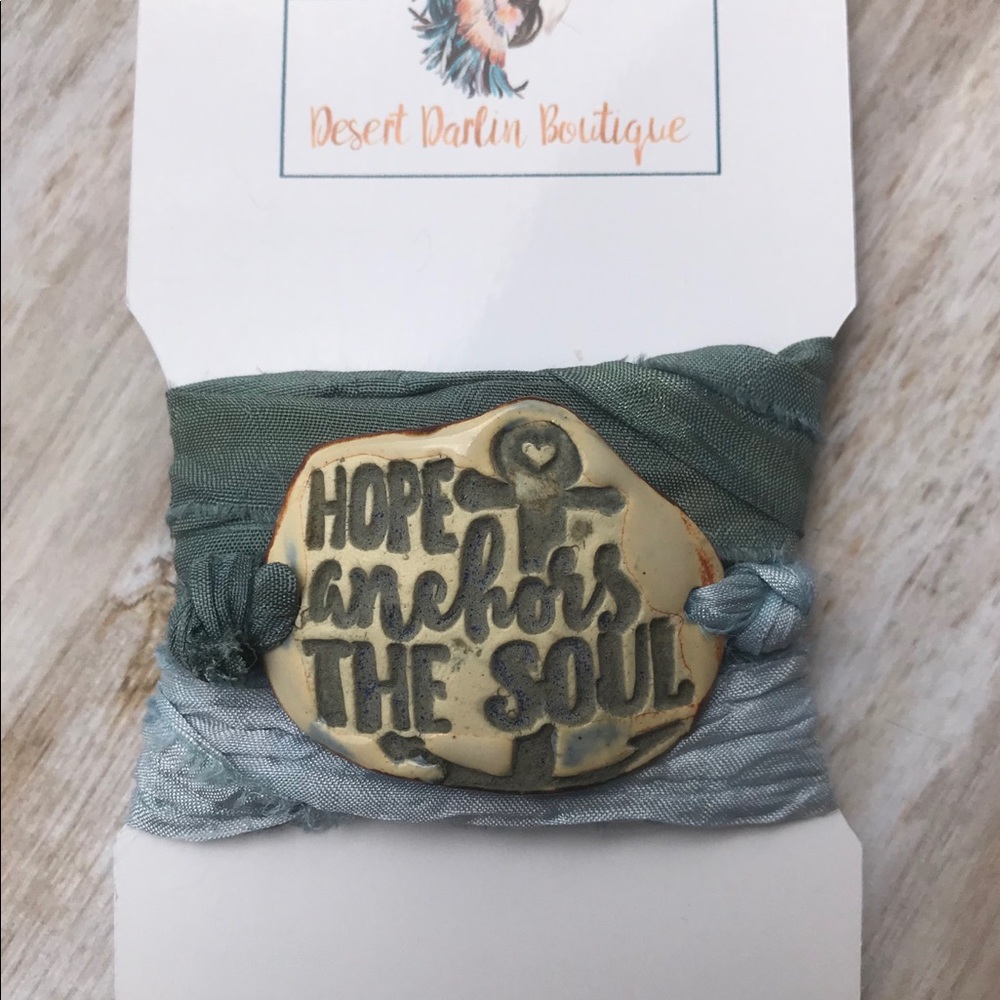 Desert Darlin Boutique
HOPE
anchors
THE SOUL